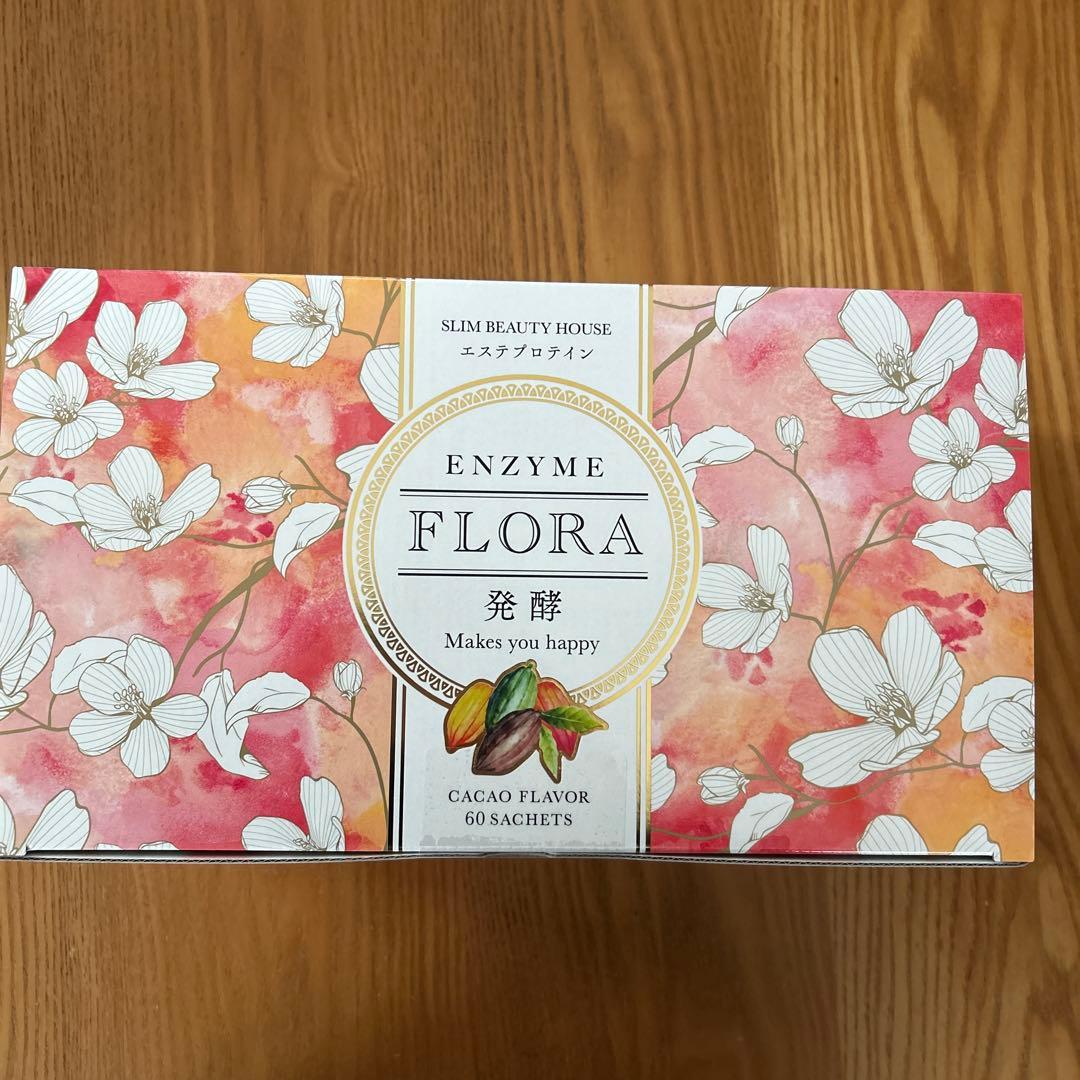 SLIM BEAUTY HOUSE
エステプロテイン
ENZYME
FLORA
発酵
Makes you happy
CACAO FLAVOR
60 SACHETS